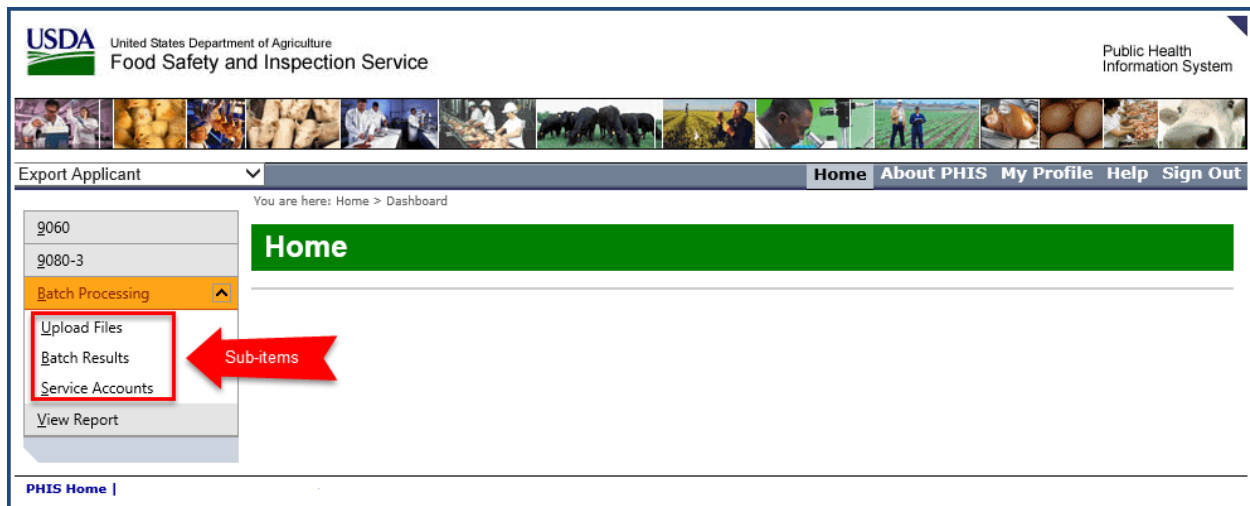 USDA
United States Department of Agriculture
Food Safety and Inspection Service
Public Health
Information System
Export Applicant
Home About PHIS My Profile Help Sign Out
You are here: Home > Dashboard
9060
9080-3
Batch Processing
Upload Files
Batch Results
Service Accounts
View Report
Home
Sub-items
PHIS Home |